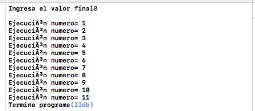 Ingresa el valor final8
EjecuciÃ³n numero= 1
EjecuciÃ³n numero= 2
EjecuciÃ³n numero= 3
EjecuciÃ³n numero= 4
EjecuciÃ³n numero= 5
EjecuciÃ³n numero= 6
EjecuciÃ³n numero= 7
EjecuciÃ³n numero= 8
EjecuciÃ³n numero= 9
EjecuciÃ³n numero= 10
EjecuciÃ³n numero= 11
Termina programa(lldb)